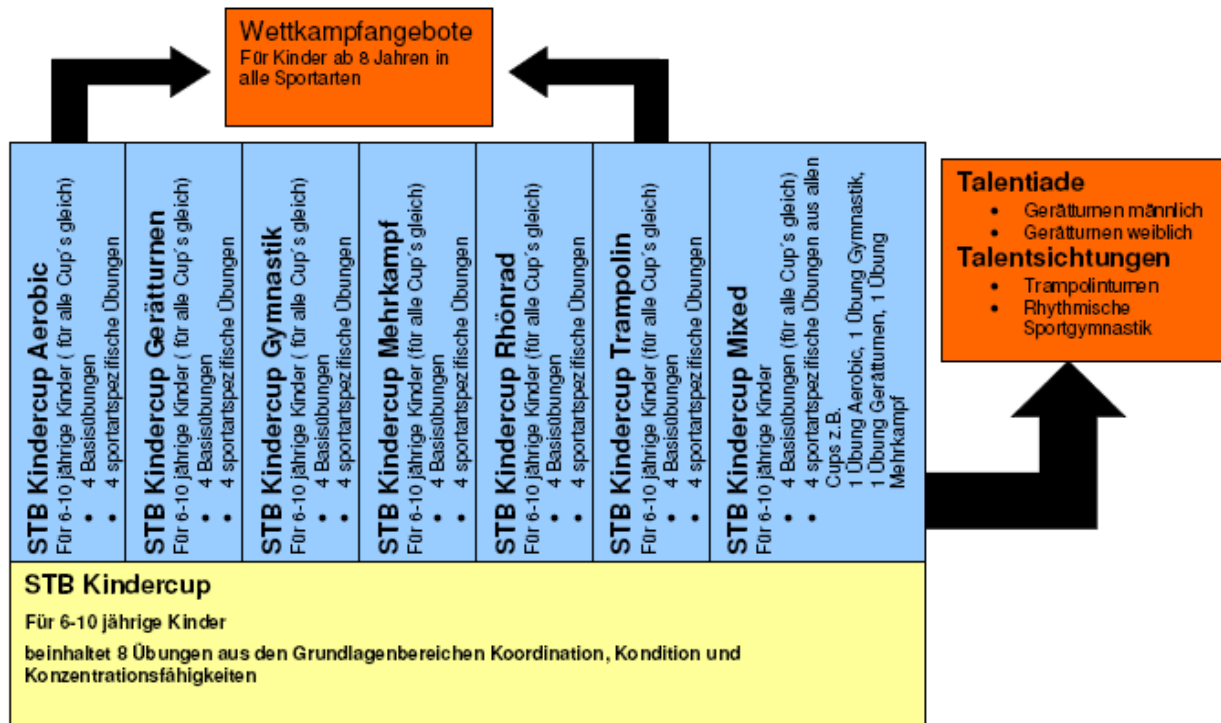 Wettkampfangebote
Für Kinder ab 8 Jahren in
alle Sportarten
STB Kindercup Aerobic
Für 6-10 jährige Kinder ( für alle Cup´s gleich)
• 4 Basisübungen
• 4 sportartspezifische Übungen
STB Kindercup Gerätturnen
Für 6-10 jährige Kinder ( für alle Cup´s gleich)
• 4 Basisübungen
• 4 sportartspezifische Übungen
STB Kindercup Gymnastik
Für 6-10 jährige Kinder ( für alle Cup´s gleich)
• 4 Basisübungen
• 4 sportartspezifische Übungen
STB Kindercup Mehrkampf
Für 6-10 jährige Kinder (für alle Cup´s gleich)
• 4 Basisübungen
• 4 sportartspezifische Übungen
STB Kindercup Rhönrad
Für 6-10 jährige Kinder (für alle Cup´s gleich)
• 4 Basisübungen
• 4 sportartspezifische Übungen
STB Kindercup Trampolin
Für 6-10 jährige Kinder (für alle Cup´s gleich)
• 4 Basisübungen
• 4 sportartspezifische Übungen
STB Kindercup Mixed
Für 6-10 jährige Kinder
• 4 Basisübungen (für alle Cup´s gleich)
• 4 sportartspezifische Übungen aus allen
Cups z.B.
1 Übung Aerobic, 1 Übung Gymnastik,
1 Übung Gerätturnen, 1 Übung
Mehrkampf
Talentiade
• Gerätturnen männlich
• Gerätturnen weiblich
Talentsichtungen
• Trampolinturnen
• Rhythmische
Sportgymnastik
STB Kindercup
Für 6-10 jährige Kinder
beinhaltet 8 Übungen aus den Grundlagenbereichen Koordination, Kondition und
Konzentrationsfähigkeiten